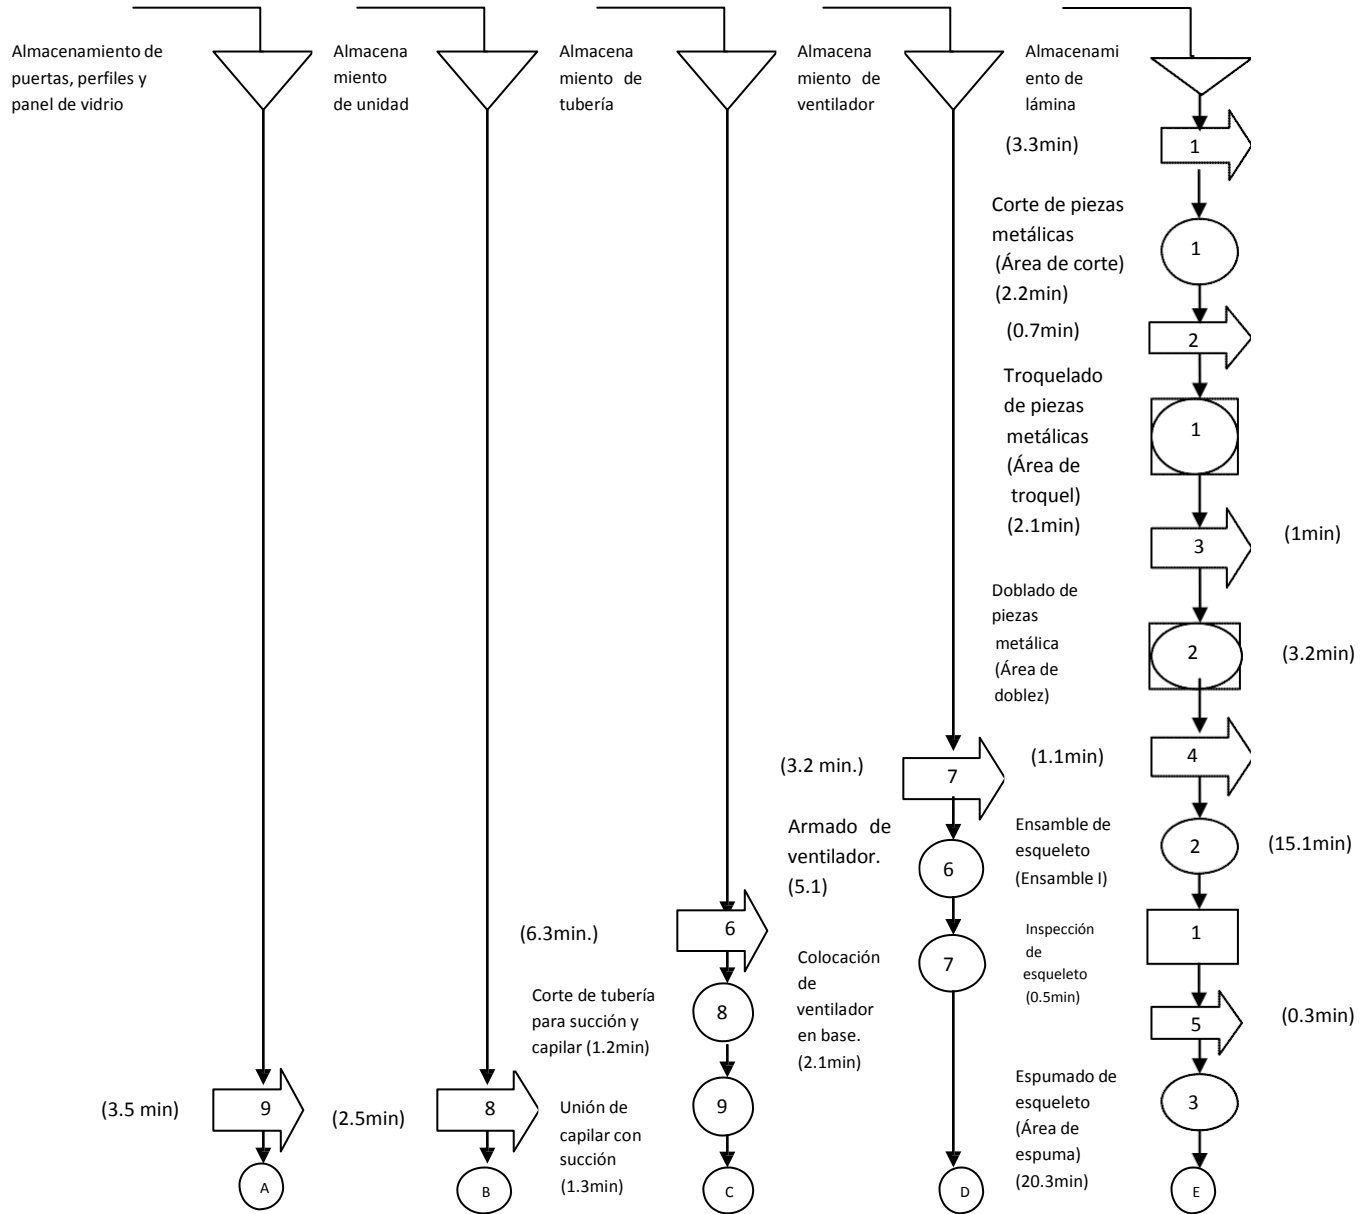 Almacenamiento de
puertas, perfiles y
panel de vidrio
Almacena
miento
de unidad
Almacena
miento de
tubería
Almacena
miento de
ventilador
Almacenami
ento de
lámina
(3.3min)
1
Corte de piezas
metálicas
(Área de corte)
(2.2min)
1
(0.7min)
2
Troquelado
de piezas
metálicas
(Área de
troquel)
(2.1min)
1
3
(1min)
Doblado de
piezas
metálica
(Área de
doblez)
2
(3.2min)
(3.2 min.)
7
(1.1min)
4
Armado de
ventilador.
(5.1)
6
Ensamble de
esqueleto
(Ensamble I)
2
(15.1min)
(6.3min.)
6
Colocación
de
ventilador
en base.
(2.1min)
7
Inspección
de
esqueleto
(0.5min)
1
5
(0.3min)
Corte de tubería
para succión y
capilar (1.2min)
8
Espumado de
esqueleto
(Área de
espuma)
(20.3min)
3
(3.5 min)
9
(2.5min)
8
Unión de
capilar con
succión
(1.3min)
9
A
B
C
D
E